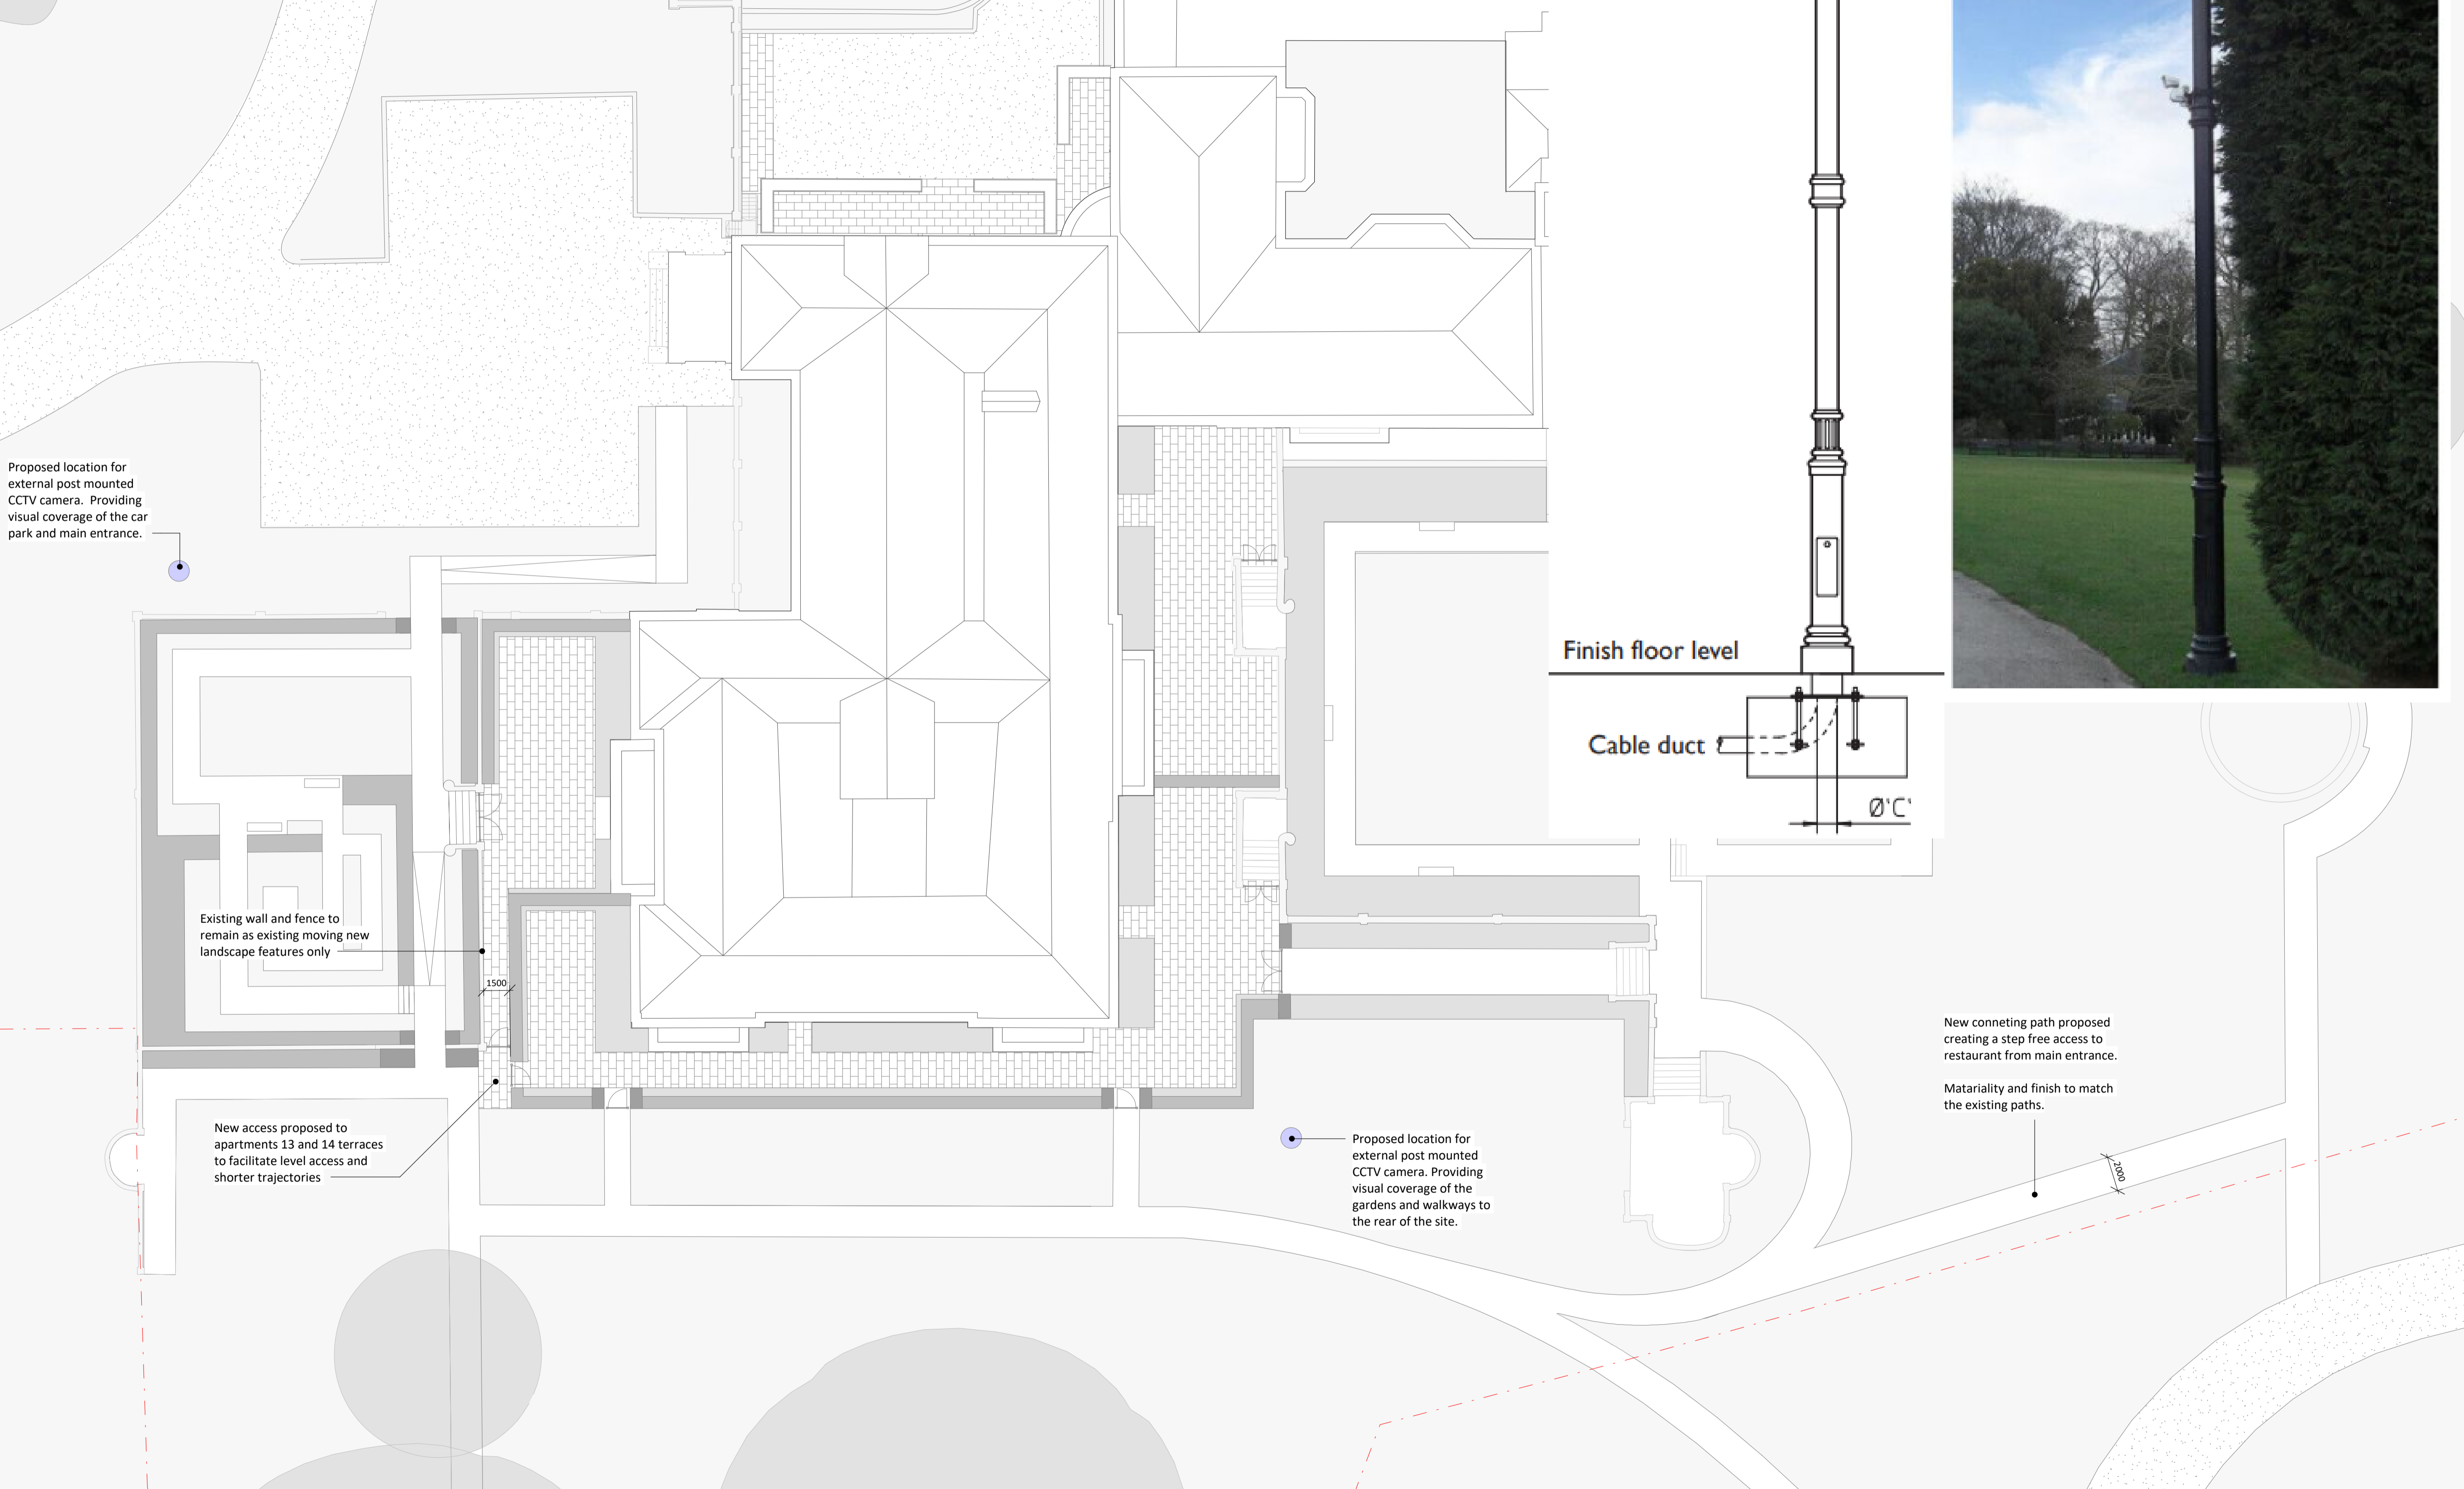 Proposed location for
external post mounted
CCTV camera.  Providing
visual coverage of the car
park and main entrance.
Finish floor level
Cable duct
Ø'C'
Existing wall and fence to
remain as existing moving new
landscape features only
1500
New access proposed to
apartments 13 and 14 terraces
to facilitate level access and
shorter trajectories
Proposed location for
external post mounted
CCTV camera. Providing
visual coverage of the
gardens and walkways to
the rear of the site.
New conneting path proposed
creating a step free access to
restaurant from main entrance.
Matariality and finish to match
the existing paths.
2000